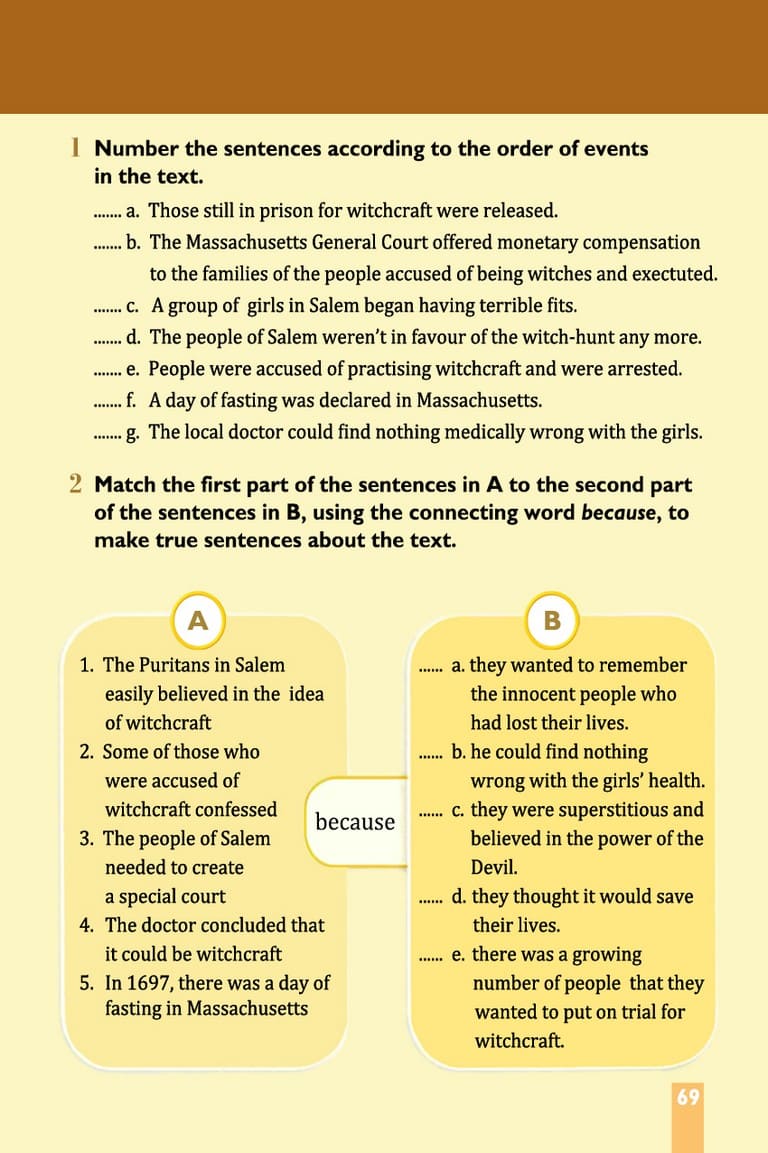 1 Number the sentences according to the order of events
in the text.
....... a. Those still in prison for witchcraft were released.
....... b. The Massachusetts General Court offered monetary compensation
to the families of the people accused of being witches and exectuted.
....... c. A group of girls in Salem began having terrible fits.
....... d. The people of Salem weren't in favour of the witch-hunt any more.
....... e. People were accused of practising witchcraft and were arrested.
....... f. A day of fasting was declared in Massachusetts.
....... g. The local doctor could find nothing medically wrong with the girls.
2 Match the first part of the sentences in A to the second part
of the sentences in B, using the connecting word because, to
make true sentences about the text.
A
1. The Puritans in Salem
easily believed in the idea
of witchcraft
2. Some of those who
were accused of
witchcraft confessed
3. The people of Salem
needed to create
a special court
4. The doctor concluded that
it could be witchcraft
5. In 1697, there was a day of
fasting in Massachusetts
because
B
...... a. they wanted to remember
the innocent people who
had lost their lives.
...... b. he could find nothing
wrong with the girls' health.
...... c. they were superstitious and
believed in the power of the
Devil.
...... d. they thought it would save
their lives.
...... e. there was a growing
number of people that they
wanted to put on trial for
witchcraft.
69